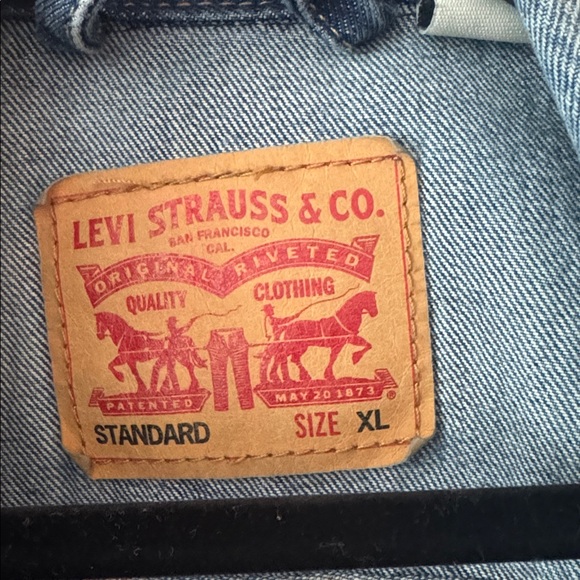 LEVI STRAUSS & CO.
SAN FRANCISCO
CAL.
ORIGINAL RIVETED
QUALITY CLOTHING
PATENTED MAY 20 1873 ®
STANDARD SIZE XL